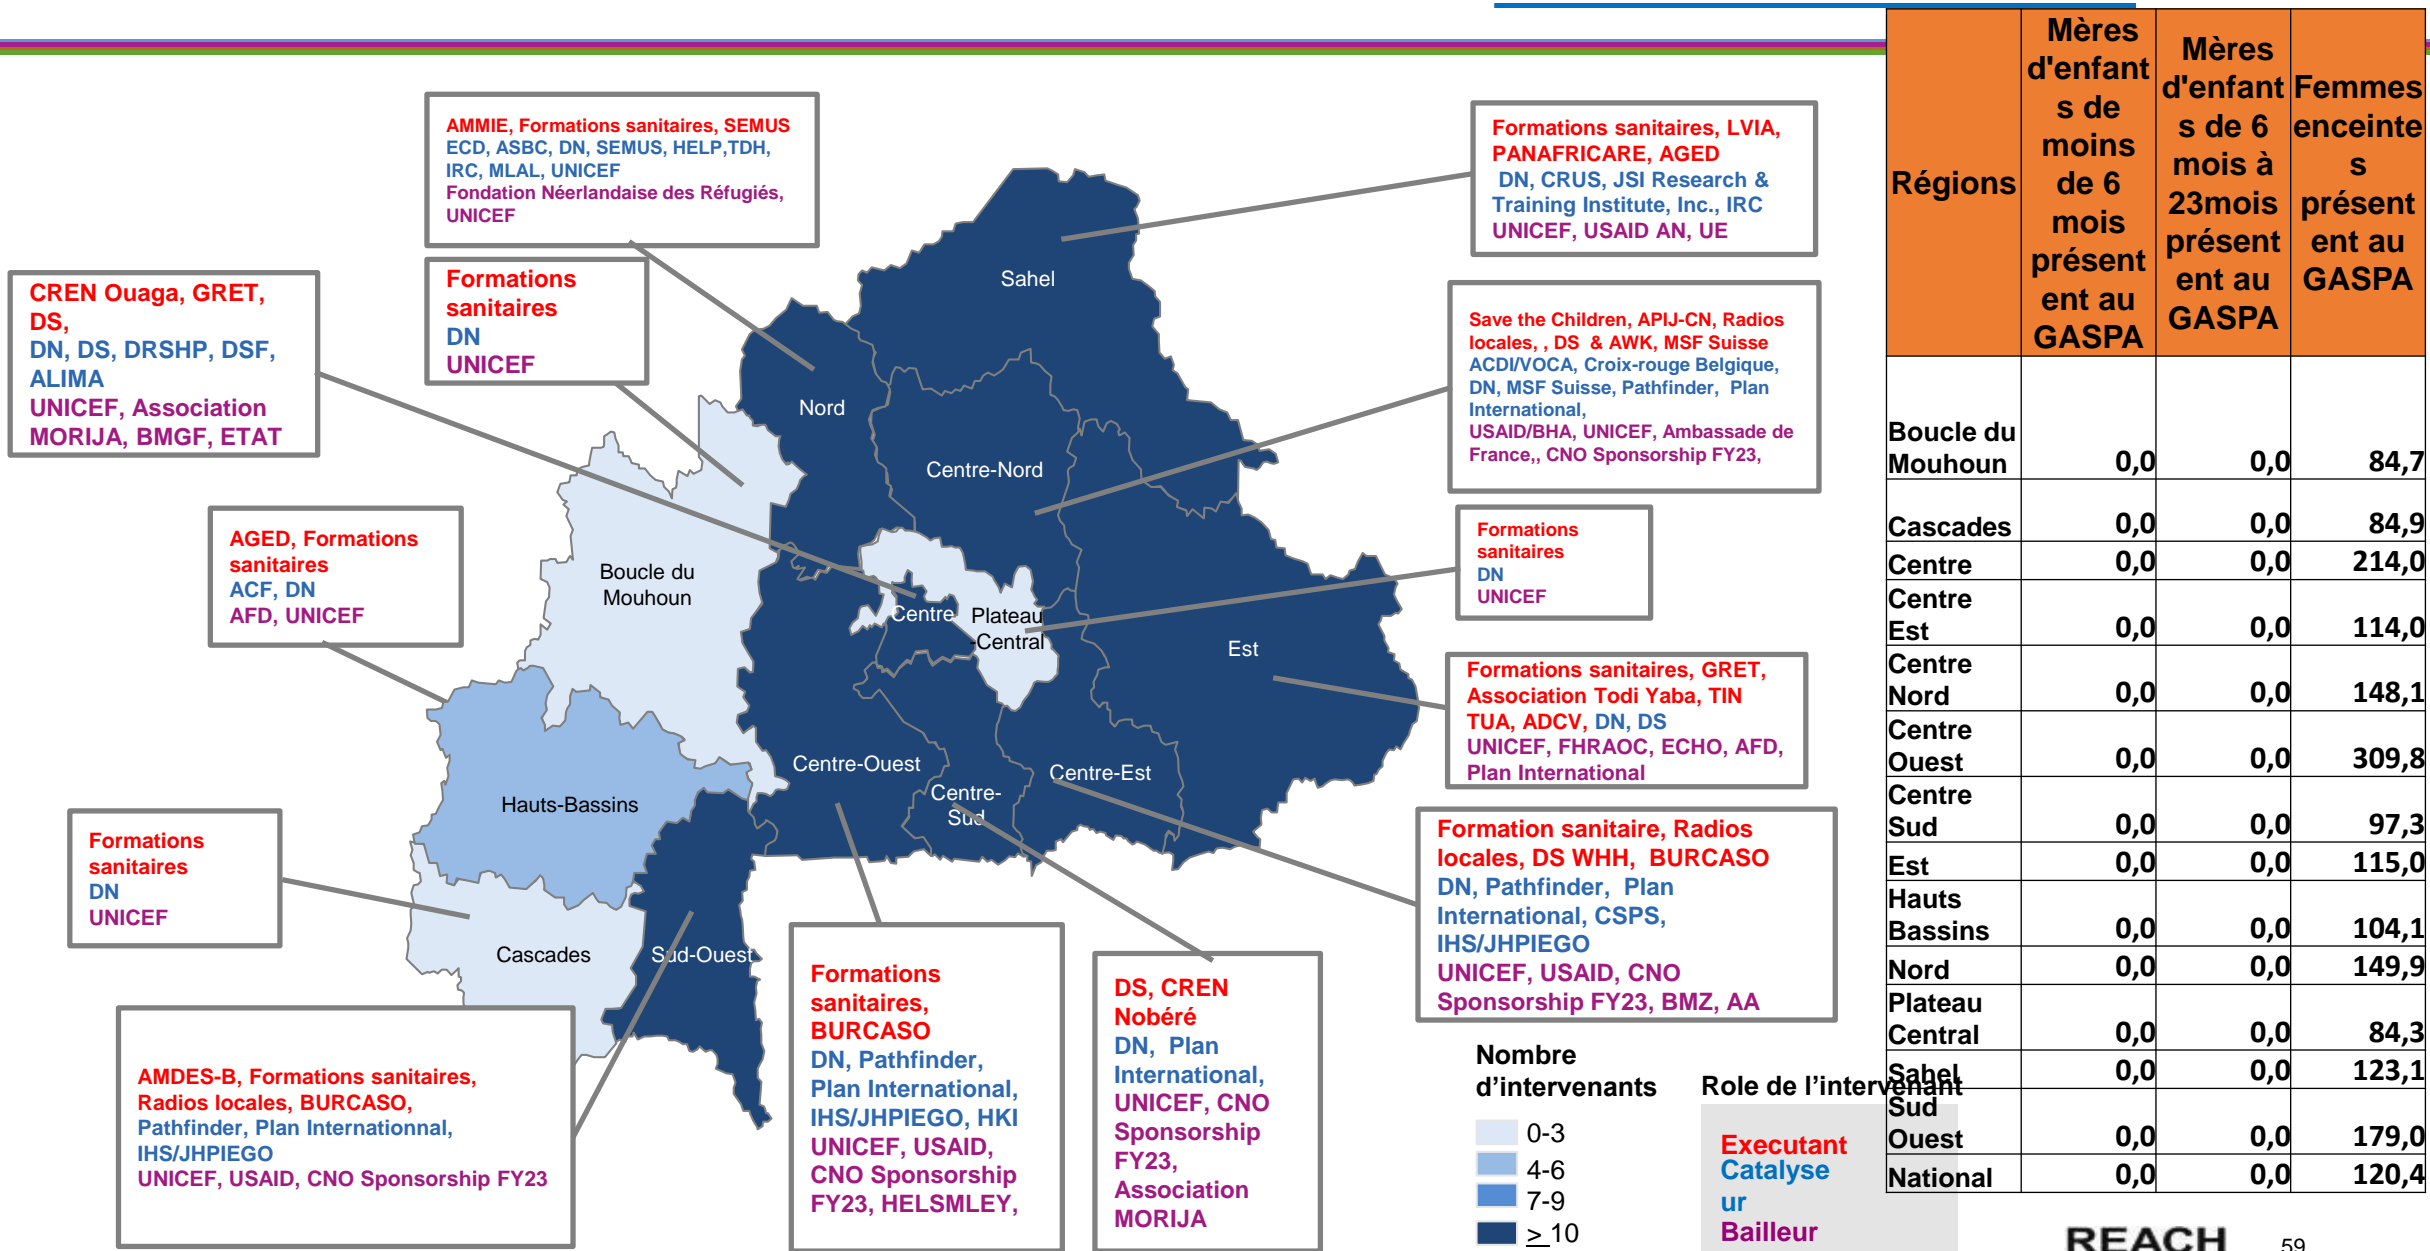 AMMIE, Formations sanitaires, SEMUS
ECD, ASBC, DN, SEMUS, HELP,TDH,
IRC, MLAL, UNICEF
Fondation Néerlandaise des Réfugiés,
UNICEF
Formations
sanitaires
DN
UNICEF
CREN Ouaga, GRET,
DS,
DN, DS, DRSHP, DSF,
ALIMA
UNICEF, Association
MORIJA, BMGF, ETAT
AGED, Formations
sanitaires
ACF, DN
AFD, UNICEF
Formations
sanitaires
DN
UNICEF
AMDES-B, Formations sanitaires,
Radios locales, BURCASO,
Pathfinder, Plan Internationnal,
IHS/JHPIEGO
UNICEF, USAID, CNO Sponsorship FY23
Formations
sanitaires,
BURCASO
DN, Pathfinder,
Plan International,
IHS/JHPIEGO, HKI
UNICEF, USAID,
CNO Sponsorship
FY23, HELSMLEY,
DS, CREN
Nobéré
DN, Plan
International,
UNICEF, CNO
Sponsorship
FY23,
Association
MORIJA
Formations sanitaires, LVIA,
PANAFRICARE, AGED
DN, CRUS, JSI Research &
Training Institute, Inc., IRC
UNICEF, USAID AN, UE
Save the Children, APIJ-CN, Radios
locales, , DS & AWK, MSF Suisse
ACDI/VOCA, Croix-rouge Belgique,
DN, MSF Suisse, Pathfinder, Plan
International,
USAID/BHA, UNICEF, Ambassade de
France,, CNO Sponsorship FY23,
Formations
sanitaires
DN
UNICEF
Formations sanitaires, GRET,
Association Todi Yaba, TIN
TUA, ADCV, DN, DS
UNICEF, FHRAOC, ECHO, AFD,
Plan International
Formation sanitaire, Radios
locales, DS WHH, BURCASO
DN, Pathfinder, Plan
International, CSPS,
IHS/JHPIEGO
UNICEF, USAID, CNO
Sponsorship FY23, BMZ, AA
Sahel
Nord
Centre-Nord
Boucle du
Mouhoun
Centre
Plateau
-Central
Est
Centre-Ouest
Centre-Est
Centre-
Sud
Hauts-Bassins
Cascades
Sud-Ouest
Nombre
d’intervenants
0-3
4-6
7-9
> 10
Role de l’intervenant
Executant
Catalyse
ur
Bailleur
Régions
Mères
d'enfant
s de
moins
de 6
mois
présent
ent au
GASPA
Mères
d'enfant
s de 6
mois à
23mois
présent
ent au
GASPA
Femmes
enceinte
s
présent
ent au
GASPA
Boucle du
Mouhoun 0,0 0,0 84,7
Cascades 0,0 0,0 84,9
Centre 0,0 0,0 214,0
Centre
Est 0,0 0,0 114,0
Centre
Nord 0,0 0,0 148,1
Centre
Ouest 0,0 0,0 309,8
Centre
Sud 0,0 0,0 97,3
Est 0,0 0,0 115,0
Hauts
Bassins 0,0 0,0 104,1
Nord 0,0 0,0 149,9
Plateau
Central 0,0 0,0 84,3
Sahel 0,0 0,0 123,1
Sud
Ouest 0,0 0,0 179,0
National 0,0 0,0 120,4
REACH
59